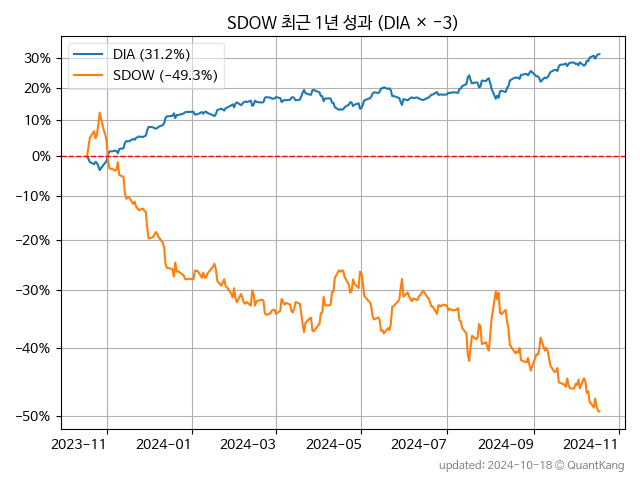 SDOW 최근 1년 성과 (DIA × -3)
DIA (31.2%)
SDOW (-49.3%)
30%
20%
10%
0%
-10%
-20%
-30%
-40%
-50%
2023-11 2024-01 2024-03 2024-05 2024-07 2024-09 2024-11
updated: 2024-10-18 © QuantKang